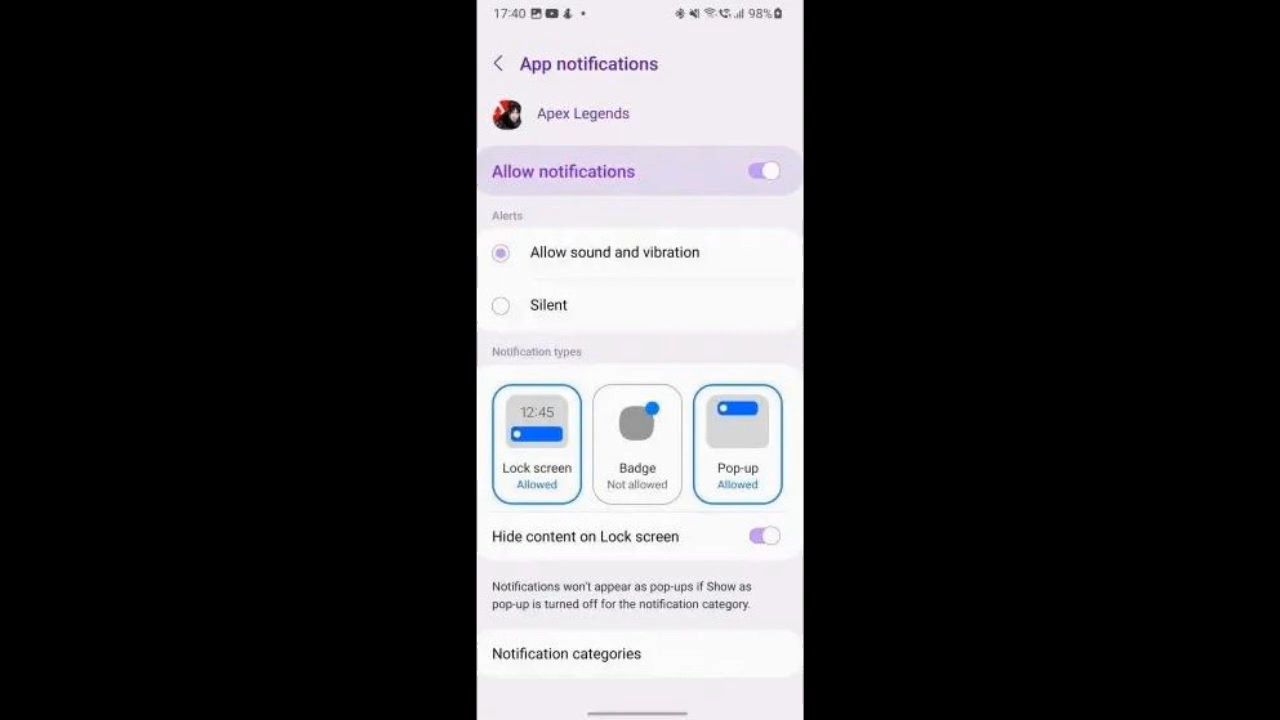 17:40 98%
App notifications
Apex Legends
Allow notifications
Alerts
Allow sound and vibration
Silent
Notification types
12:45
Lock screen Badge Pop-up
Allowed Not allowed Allowed
Hide content on Lock screen
Notifications won't appear as pop-ups if Show as
pop-up is turned off for the notification category.
Notification categories